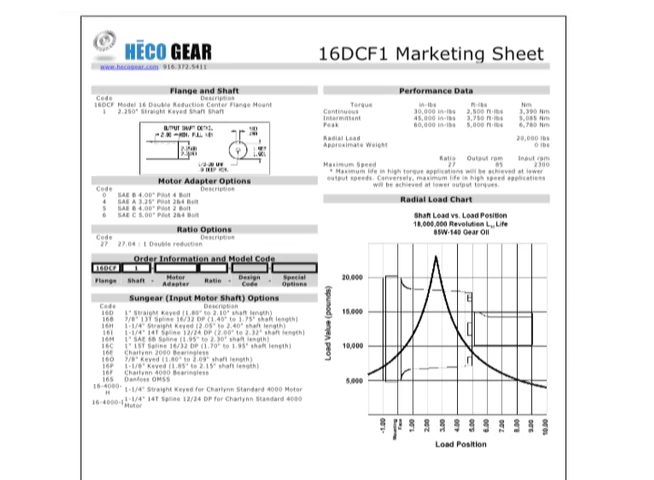 HECO GEAR
www.hecogear.com 916.372.5411
16DCF1 Marketing Sheet
Flange and Shaft
Code Description
16DCF Model 16 Double Reduction Center Flange Mount
1 2.250" Straight Keyed Shaft
OUTPUT SHAFT DETAIL
Motor Adapter Options
Code Description
0 SAE B 4.00" Pilot 4 Bolt
4 SAE A 3.25" Pilot 2&4 Bolt
5 SAE B 4.00" Pilot 2 Bolt
6 SAE C 5.00" Pilot 2&4 Bolt
Ratio Options
Code Description
27 27.04 : 1 Double reduction
Order Information and Model Code
16DCF 1
Flange Shaft - Motor Adapter Ratio - Design Code - Special Options
Sungear (Input Motor Shaft) Options
Code Description
16D 1" Straight Keyed (1.80" to 2.10" shaft length)
16B 7/8" 13T Spline 16/32 DP (1.40" to 1.75" shaft length)
16H 1-1/4" Straight Keyed (2.05" to 2.40" shaft length)
16I 1-1/4" 14T Spline 12/24 DP (2.00" to 2.32" shaft length)
16M 1" SAE 6B Spline (1.95" to 2.30" shaft length)
16C 1" 15T Spline 16/32 DP (1.70" to 1.95" shaft length)
16E Charlynn 2000 Bearingless
16O 7/8" Keyed (1.80" to 2.09" shaft length)
16P 1-1/8" Keyed (1.85" to 2.15" shaft length)
16F Charlynn 4000 Bearingless
16S Danfoss OMSS
16-4000-H 1-1/4" Straight Keyed for Charlynn Standard 4000 Motor
16-4000-I 1-1/4" 14T Spline 12/24 DP for Charlynn Standard 4000 Motor
Performance Data
Torque in-lbs ft-lbs Nm
Continuous 30,000 in-lbs 2,500 ft-lbs 3,390 Nm
Intermittent 45,000 in-lbs 3,750 ft-lbs 5,085 Nm
Peak 60,000 in-lbs 5,000 ft-lbs 6,780 Nm
Radial Load 20,000 lbs
Approximate Weight 0 lbs
Ratio Output rpm Input rpm
Maximum Speed 27 85 2300
* Maximum life in high torque applications will be achieved at lower
output speeds. Conversely, maximum life in high speed applications
will be achieved at lower output torques.
Radial Load Chart
Shaft Load vs. Load Position
18,000,000 Revolution L10 Life
85W-140 Gear Oil
Load Value (pounds)
20,000
15,000
10,000
5,000
-1.00 Mounting Face 1.00 2.00 3.00 4.00 5.00 6.00 7.00 8.00 9.00 10.00
Load Position